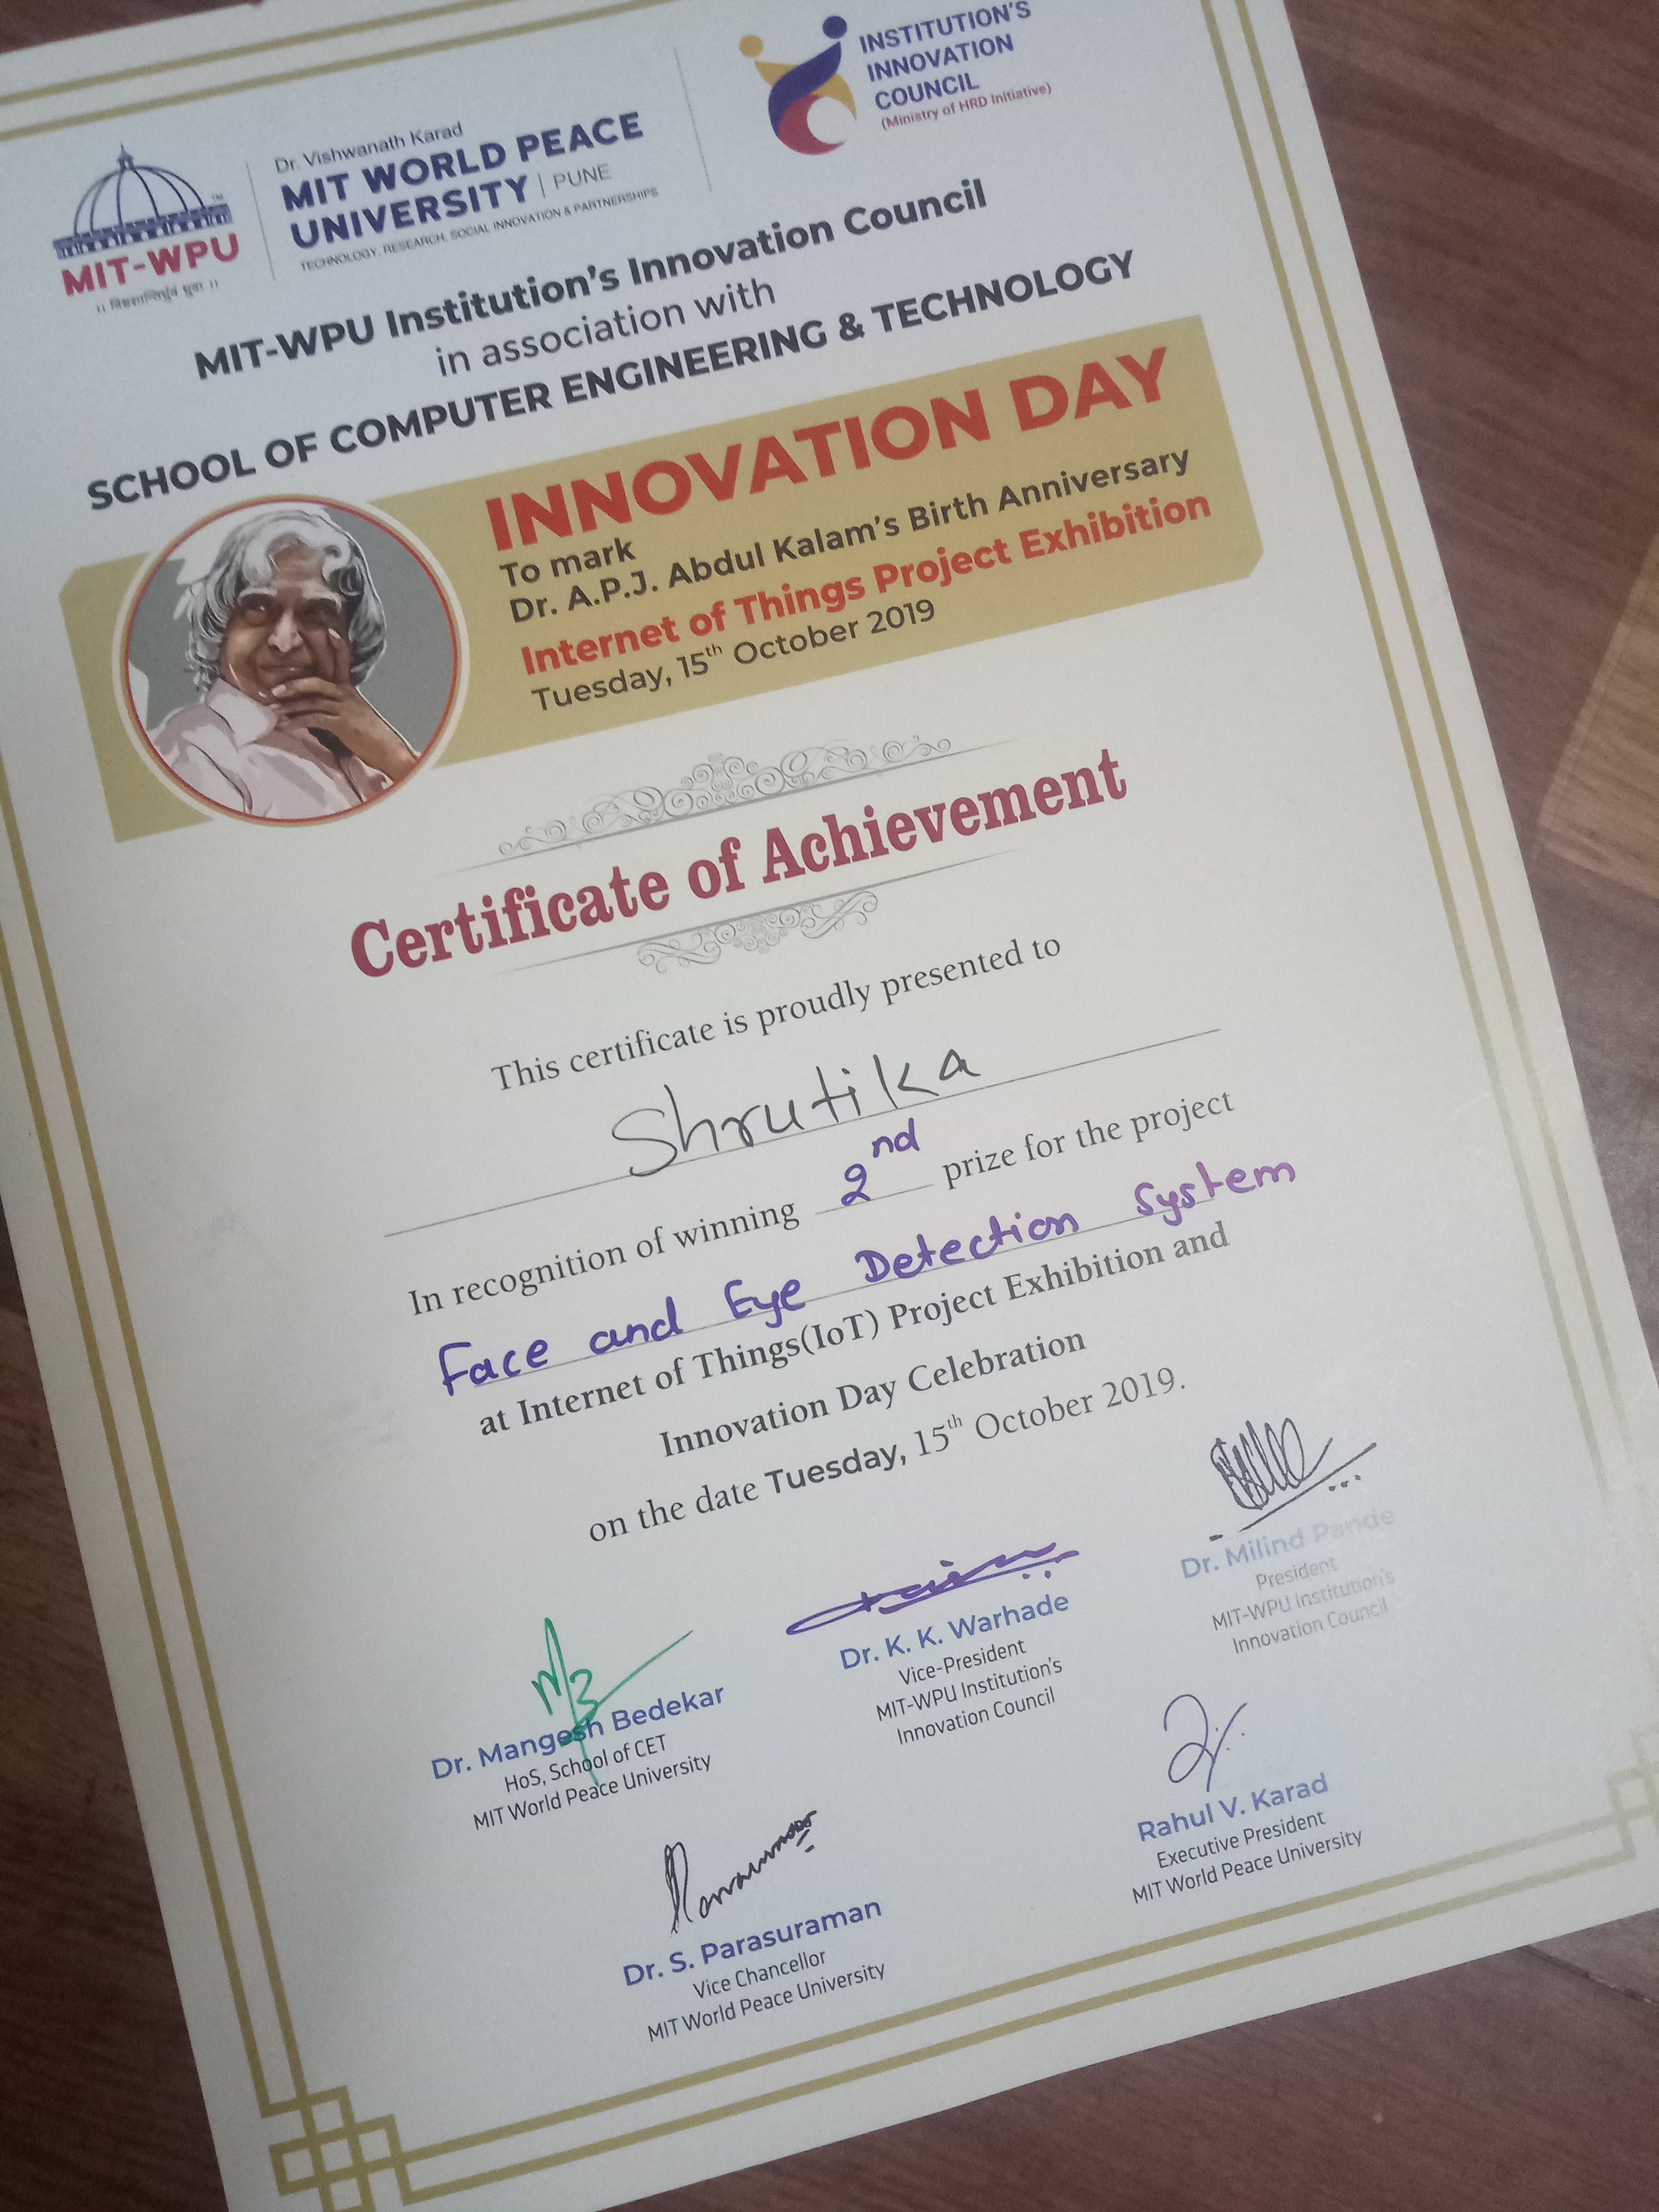 Dr. Vishwanath Karad
MIT WORLD PEACE
UNIVERSITY | PUNE
TECHNOLOGY, RESEARCH, SOCIAL INNOVATION & PARTNERSHIPS
MIT-WPU
™
INSTITUTION'S
INNOVATION
COUNCIL
(Ministry of HRD Initiative)
MIT-WPU Institution's Innovation Council
in association with
SCHOOL OF COMPUTER ENGINEERING & TECHNOLOGY
INNOVATION DAY
To mark
Dr. A.P.J. Abdul Kalam's Birth Anniversary
Internet of Things Project Exhibition
Tuesday, 15th October 2019
Certificate of Achievement
This certificate is proudly presented to
Shrutika
In recognition of winning 2nd prize for the project
Face and Eye Detection System
at Internet of Things(IoT) Project Exhibition and
Innovation Day Celebration
on the date Tuesday, 15th October 2019.
Dr. Mangesh Bedekar
HoS, School of CET
MIT World Peace University
Dr. K. K. Warhade
Vice-President
MIT-WPU Institution's
Innovation Council
Dr. Milind Pande
President
MIT-WPU Institution's
Innovation Council
Dr. S. Parasuraman
Vice Chancellor
MIT World Peace University
Rahul V. Karad
Executive President
MIT World Peace University